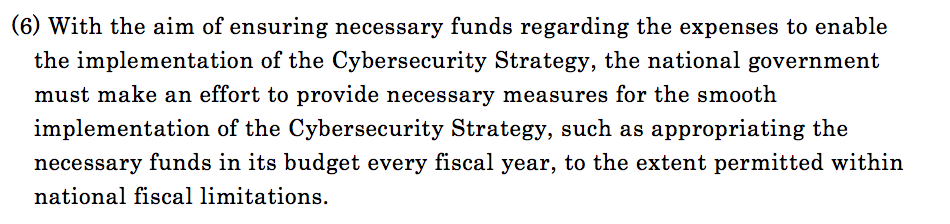 (6) With the aim of ensuring necessary funds regarding the expenses to enable
the implementation of the Cybersecurity Strategy, the national government
must make an effort to provide necessary measures for the smooth
implementation of the Cybersecurity Strategy, such as appropriating the
necessary funds in its budget every fiscal year, to the extent permitted within
national fiscal limitations.